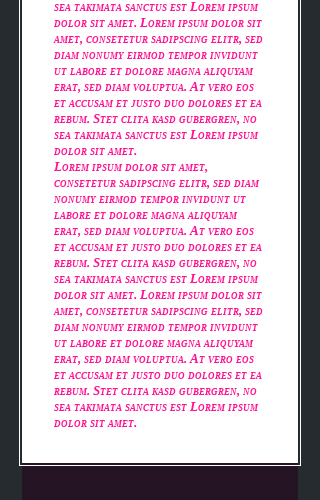 sea takimata sanctus est Lorem ipsum
dolor sit amet. Lorem ipsum dolor sit
amet, consetetur sadipscing elitr, sed
diam nonumy eirmod tempor invidunt
ut labore et dolore magna aliquyam
erat, sed diam voluptua. At vero eos
et accusam et justo duo dolores et ea
rebum. Stet clita kasd gubergren, no
sea takimata sanctus est Lorem ipsum
dolor sit amet.
Lorem ipsum dolor sit amet,
consetetur sadipscing elitr, sed diam
nonumy eirmod tempor invidunt ut
labore et dolore magna aliquyam
erat, sed diam voluptua. At vero eos
et accusam et justo duo dolores et ea
rebum. Stet clita kasd gubergren, no
sea takimata sanctus est Lorem ipsum
dolor sit amet. Lorem ipsum dolor sit
amet, consetetur sadipscing elitr, sed
diam nonumy eirmod tempor invidunt
ut labore et dolore magna aliquyam
erat, sed diam voluptua. At vero eos
et accusam et justo duo dolores et ea
rebum. Stet clita kasd gubergren, no
sea takimata sanctus est Lorem ipsum
dolor sit amet.